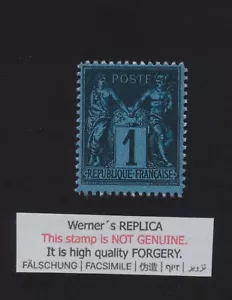 POSTE
1
REPUBLIQUE FRANÇAISE
Werner´s REPLICA
This stamp is NOT GENUINE.
It is high quality FORGERY.
FÄLSCHUNG | FACSIMILE | 伪造 | זיוף | تزوير